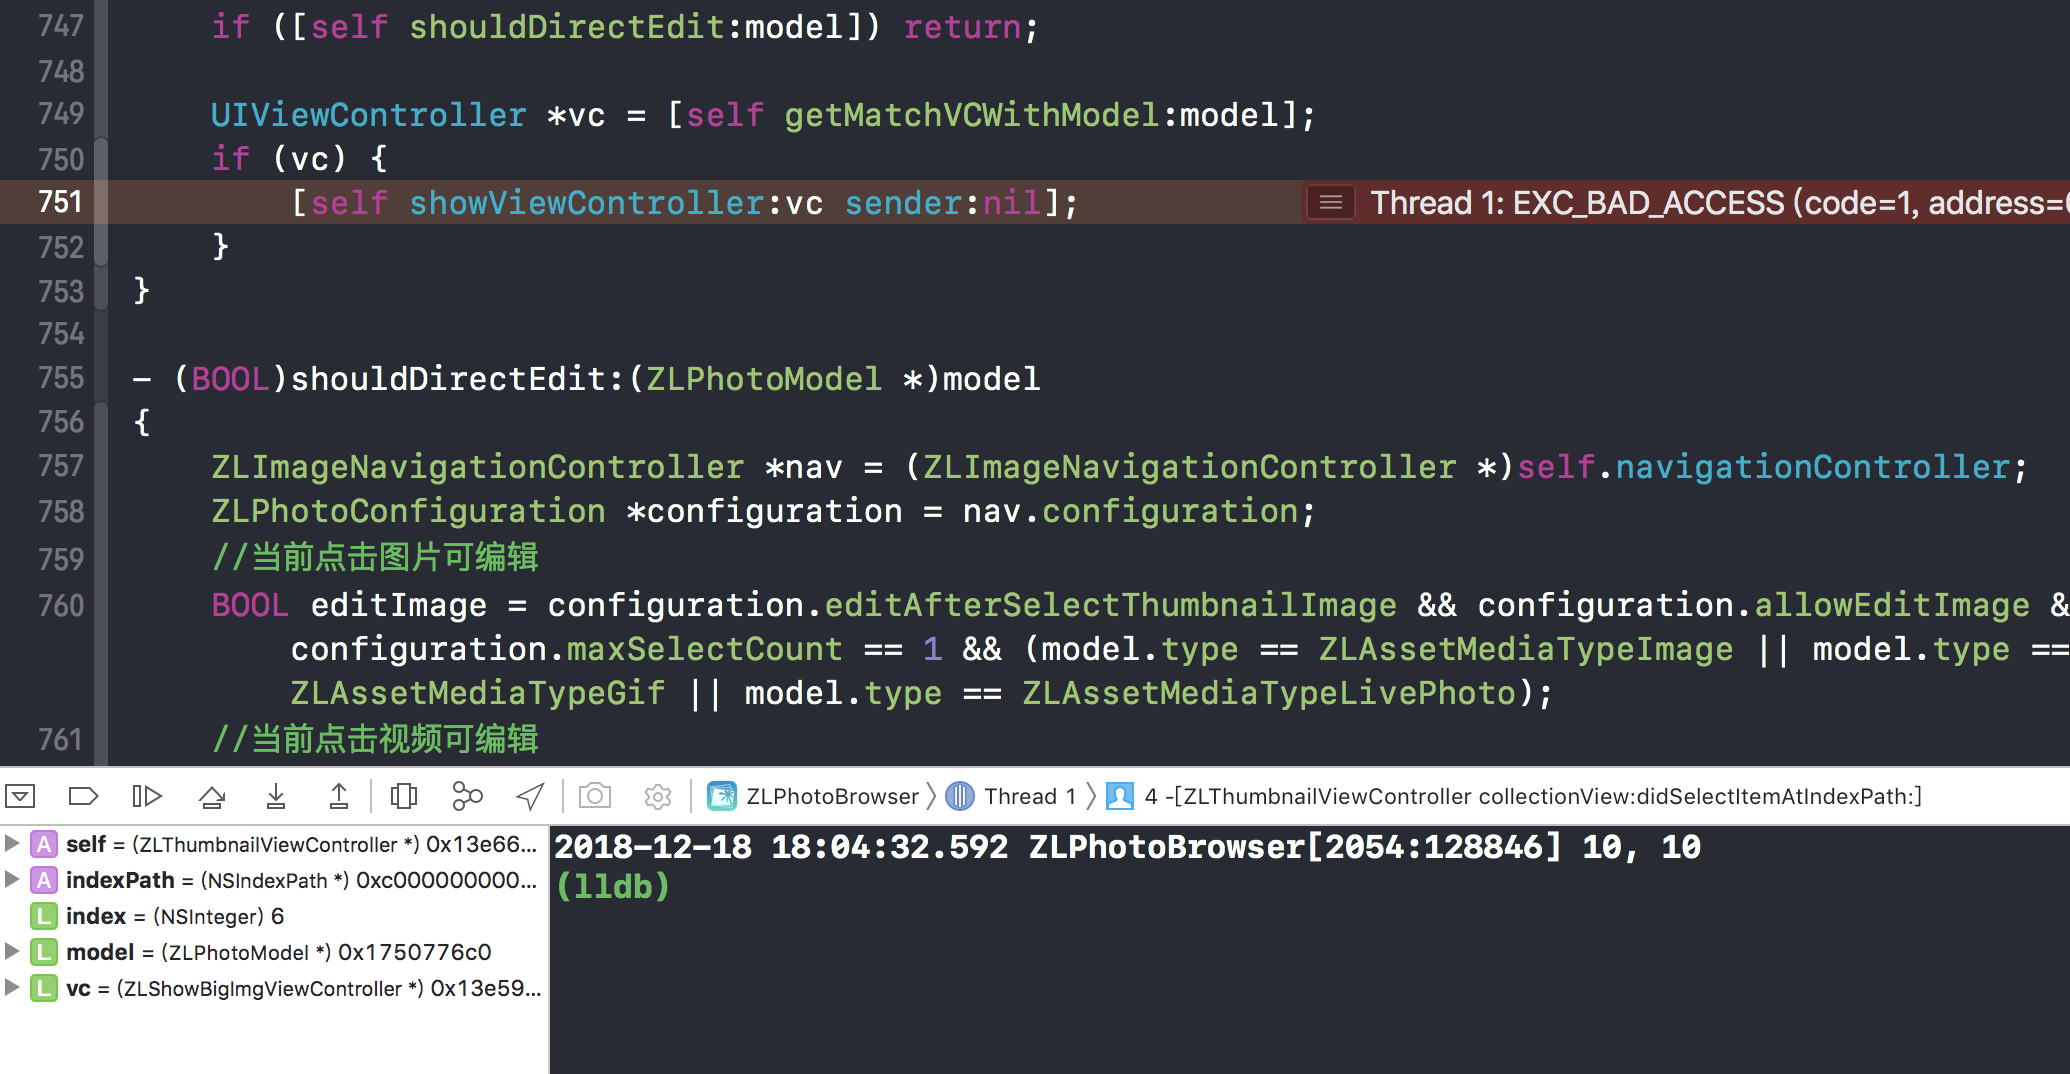 747 if ([self shouldDirectEdit:model]) return;
748
749 UIViewController *vc = [self getMatchVCWithModel:model];
750 if (vc) {
751 [self showViewController:vc sender:nil]; Thread 1: EXC_BAD_ACCESS (code=1, address=
752 }
753 }
754
755 - (BOOL)shouldDirectEdit:(ZLPhotoModel *)model
756 {
757 ZLImageNavigationController *nav = (ZLImageNavigationController *)self.navigationController;
758 ZLPhotoConfiguration *configuration = nav.configuration;
759 //当前点击图片可编辑
760 BOOL editImage = configuration.editAfterSelectThumbnailImage && configuration.allowEditImage &
configuration.maxSelectCount == 1 && (model.type == ZLAssetMediaTypeImage || model.type ==
ZLAssetMediaTypeGif || model.type == ZLAssetMediaTypeLivePhoto);
761 //当前点击视频可编辑
ZLPhotoBrowser Thread 1 4 -[ZLThumbnailViewController collectionView:didSelectItemAtIndexPath:]
A self = (ZLThumbnailViewController *) 0x13e66...
A indexPath = (NSIndexPath *) 0xc000000000...
L index = (NSInteger) 6
L model = (ZLPhotoModel *) 0x1750776c0
L vc = (ZLShowBigImgViewController *) 0x13e59...
2018-12-18 18:04:32.592 ZLPhotoBrowser[2054:128846] 10, 10
(lldb)